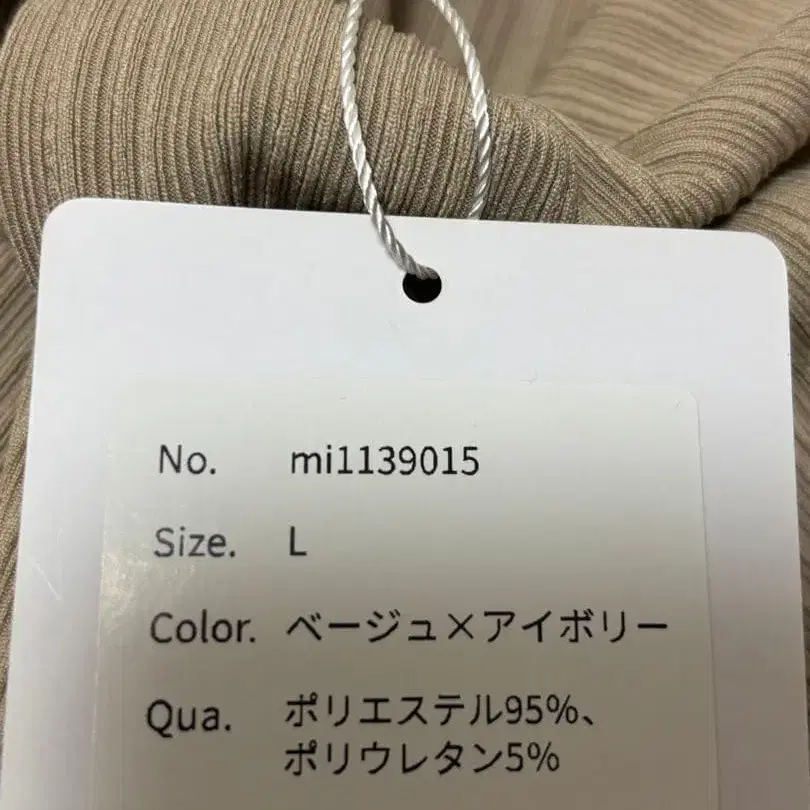 No. mi1139015
Size. L
Color. ベージュ×アイボリー
Qua. ポリエステル95%、
ポリウレタン5%